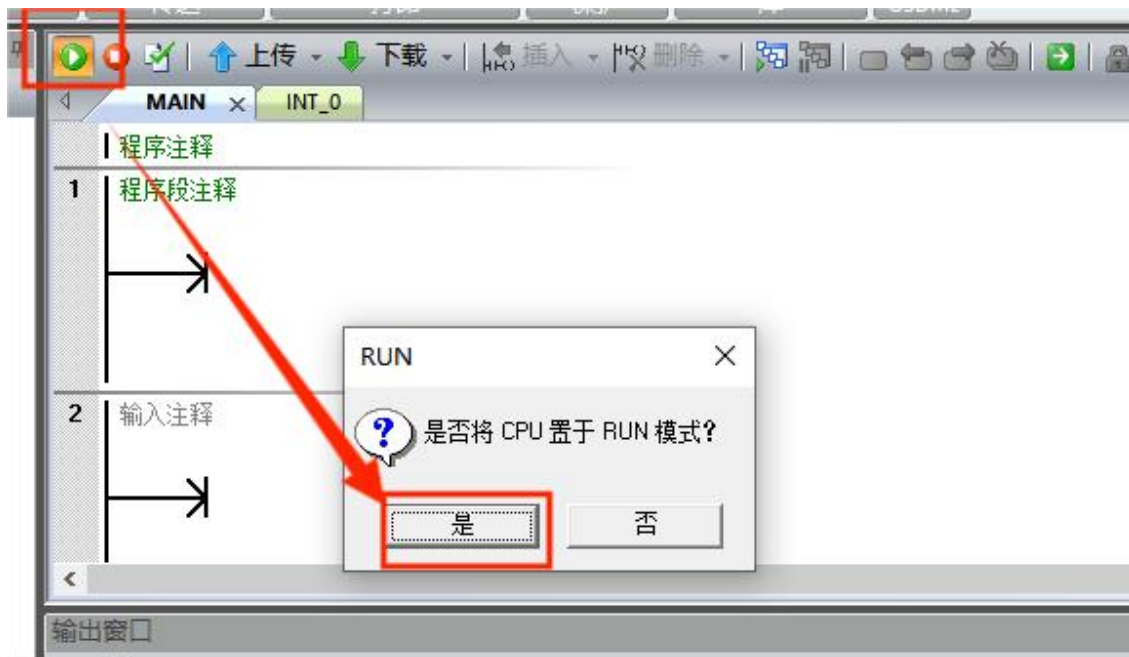 上传 下载 插入 删除
MAIN INT_0
程序注释
1 程序段注释
RUN
2 输入注释
是否将 CPU 置于 RUN 模式?
是 否
输出窗口